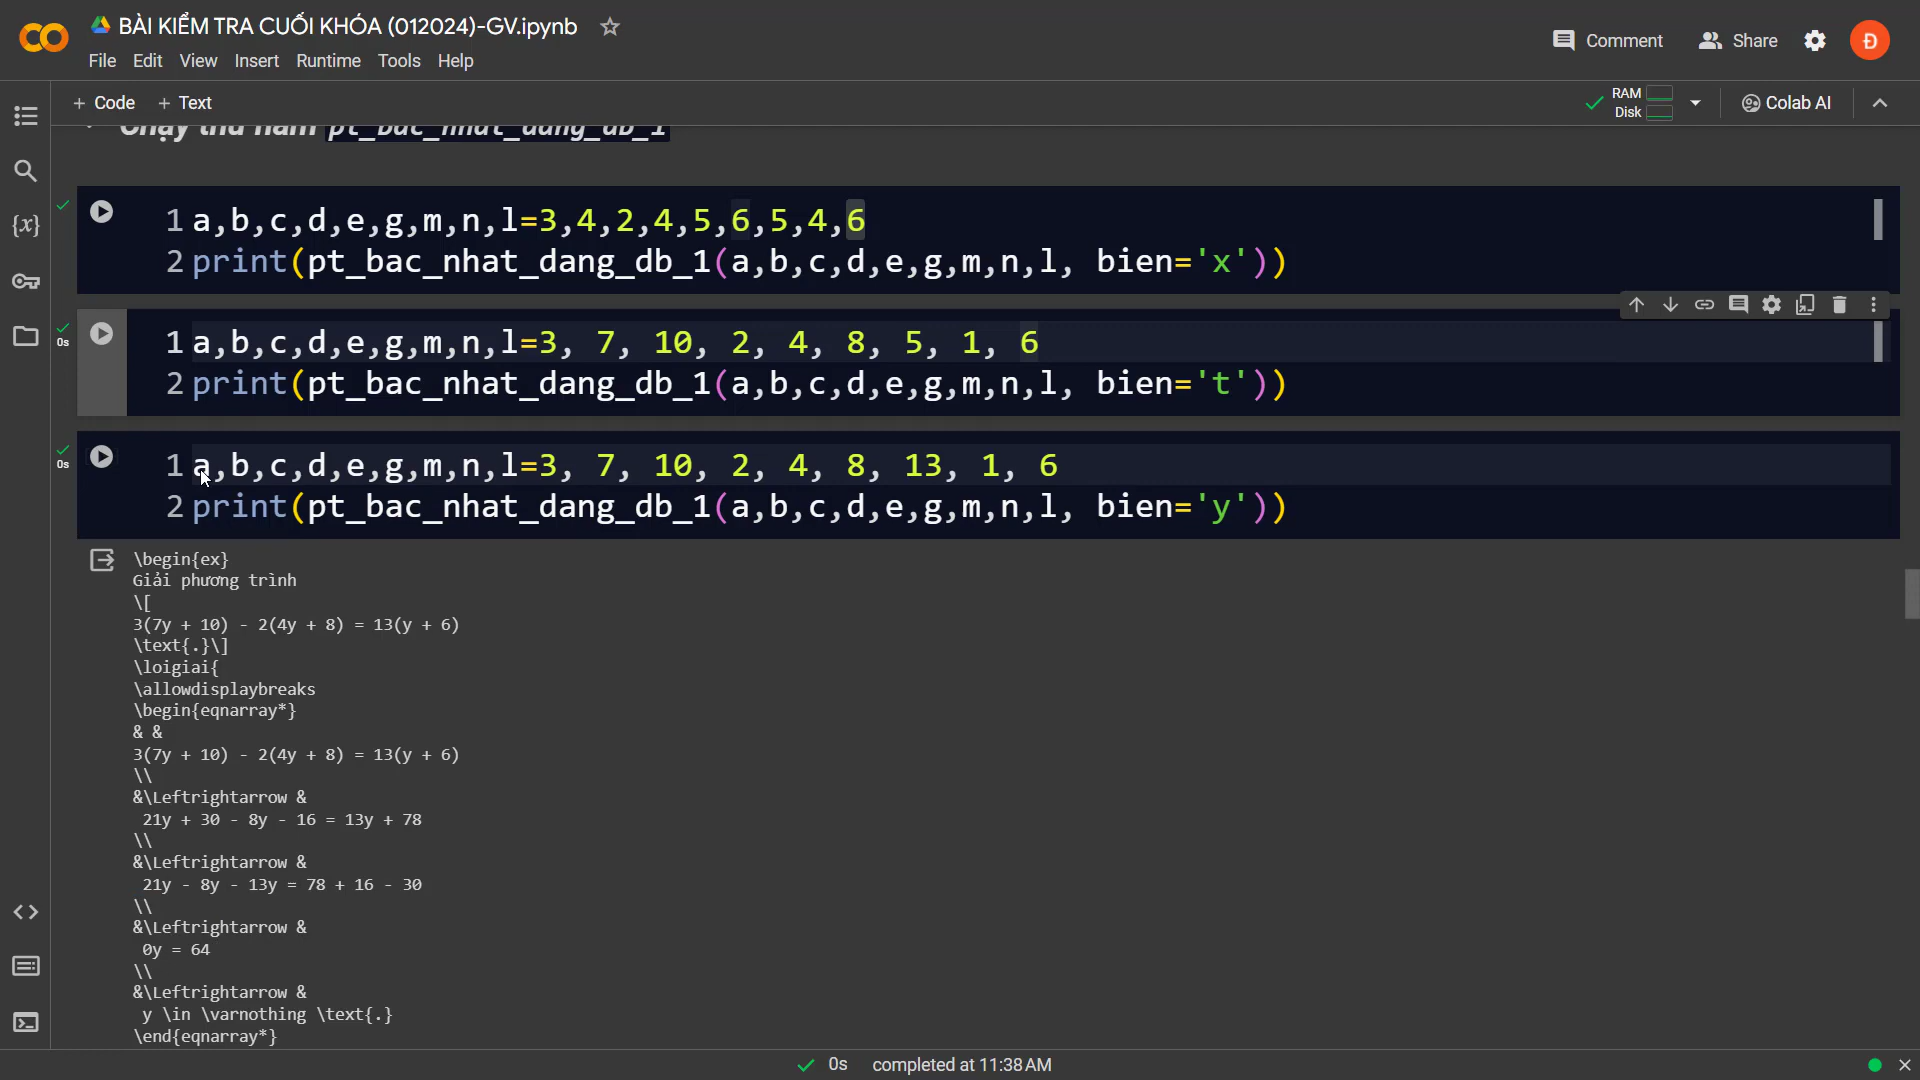 BÀI KIỂM TRA CUỐI KHÓA (012024)-GV.ipynb
Comment
Share
Đ
File Edit View Insert Runtime Tools Help
+ Code + Text
RAM
Disk
Colab AI
Chạy thử hàm pt_bac_nhat_dang_db_1
1 a,b,c,d,e,g,m,n,l=3,4,2,4,5,6,5,4,6
2 print(pt_bac_nhat_dang_db_1(a,b,c,d,e,g,m,n,l, bien='x'))
0s
1 a,b,c,d,e,g,m,n,l=3, 7, 10, 2, 4, 8, 5, 1, 6
2 print(pt_bac_nhat_dang_db_1(a,b,c,d,e,g,m,n,l, bien='t'))
0s
1 a,b,c,d,e,g,m,n,l=3, 7, 10, 2, 4, 8, 13, 1, 6
2 print(pt_bac_nhat_dang_db_1(a,b,c,d,e,g,m,n,l, bien='y'))
\begin{ex}
Giải phương trình
\[
3(7y + 10) - 2(4y + 8) = 13(y + 6)
\text{.}\]
\loigiai{
\allowdisplaybreaks
\begin{eqnarray*}
& &
3(7y + 10) - 2(4y + 8) = 13(y + 6)
\\
&\Leftrightarrow &
21y + 30 - 8y - 16 = 13y + 78
\\
&\Leftrightarrow &
21y - 8y - 13y = 78 + 16 - 30
\\
&\Leftrightarrow &
0y = 64
\\
&\Leftrightarrow &
y \in \varnothing \text{.}
\end{eqnarray*}
0s completed at 11:38 AM